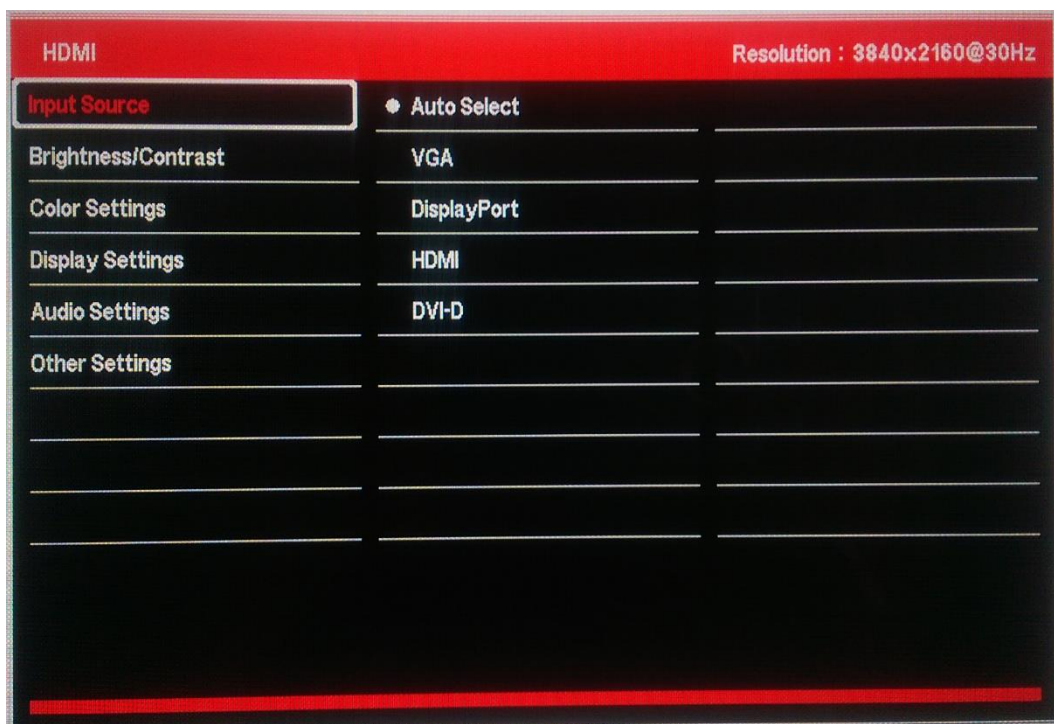 HDMI Resolution : 3840x2160@30Hz
Input Source
Auto Select
Brightness/Contrast
VGA
Color Settings
DisplayPort
Display Settings
HDMI
Audio Settings
DVI-D
Other Settings